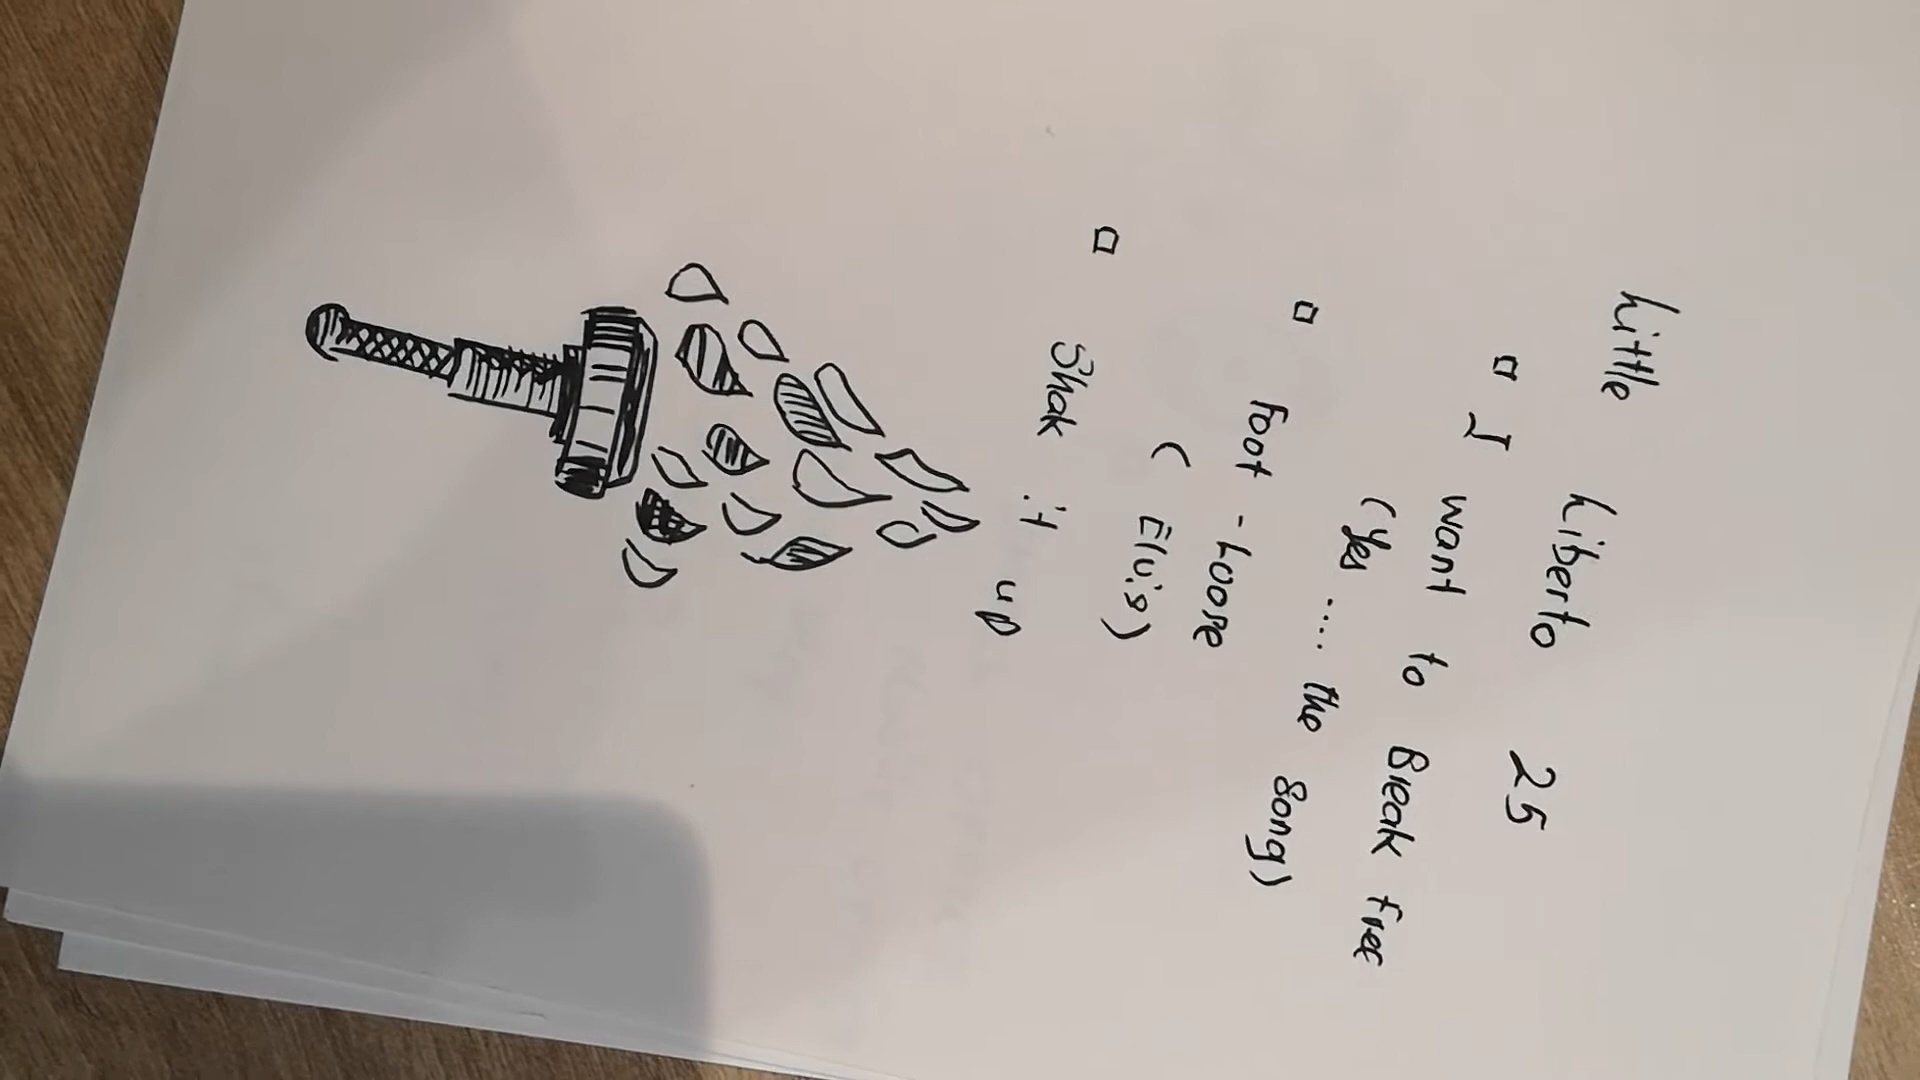 Little Liberto 25
I want to Break free
(Yes ..... the song)
Foot - Loose
( Elvis)
Shak it up